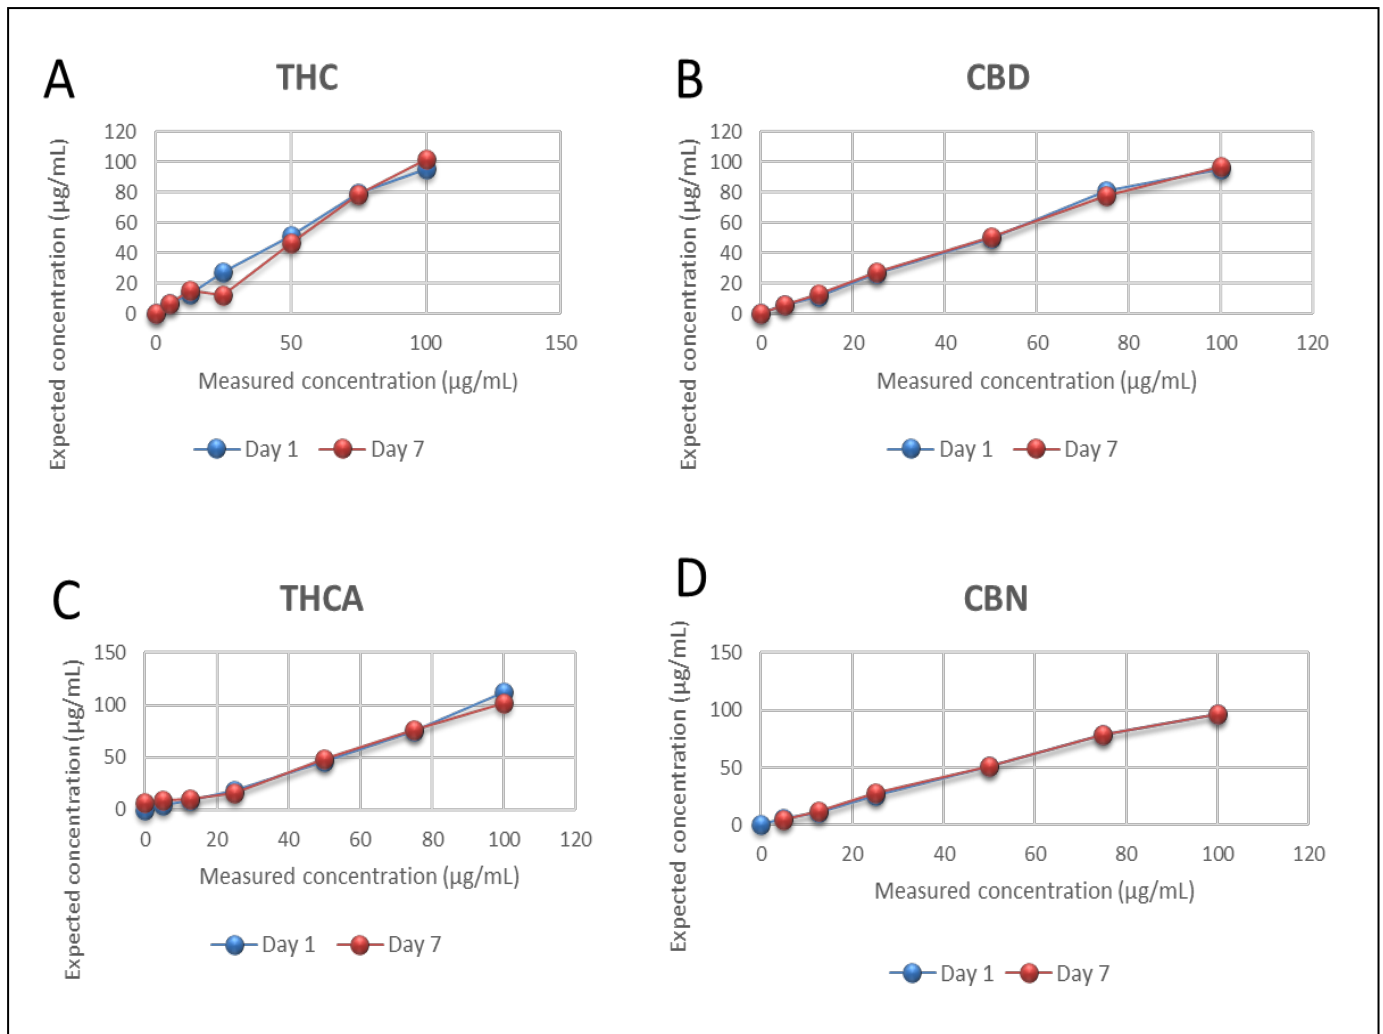 A
THC
Expected concentration (µg/mL)
120
100
80
60
40
20
0
0 50 100 150
Measured concentration (µg/mL)
Day 1 Day 7
B
CBD
Expected concentration (µg/mL)
120
100
80
60
40
20
0
0 20 40 60 80 100 120
Measured concentration (µg/mL)
Day 1 Day 7
C
THCA
Expected concentration (µg/mL)
150
100
50
0
0 20 40 60 80 100 120
Measured concentration (µg/mL)
Day 1 Day 7
D
CBN
Expected concentration (µg/mL)
150
100
50
0
0 20 40 60 80 100 120
Measured concentration (µg/mL)
Day 1 Day 7